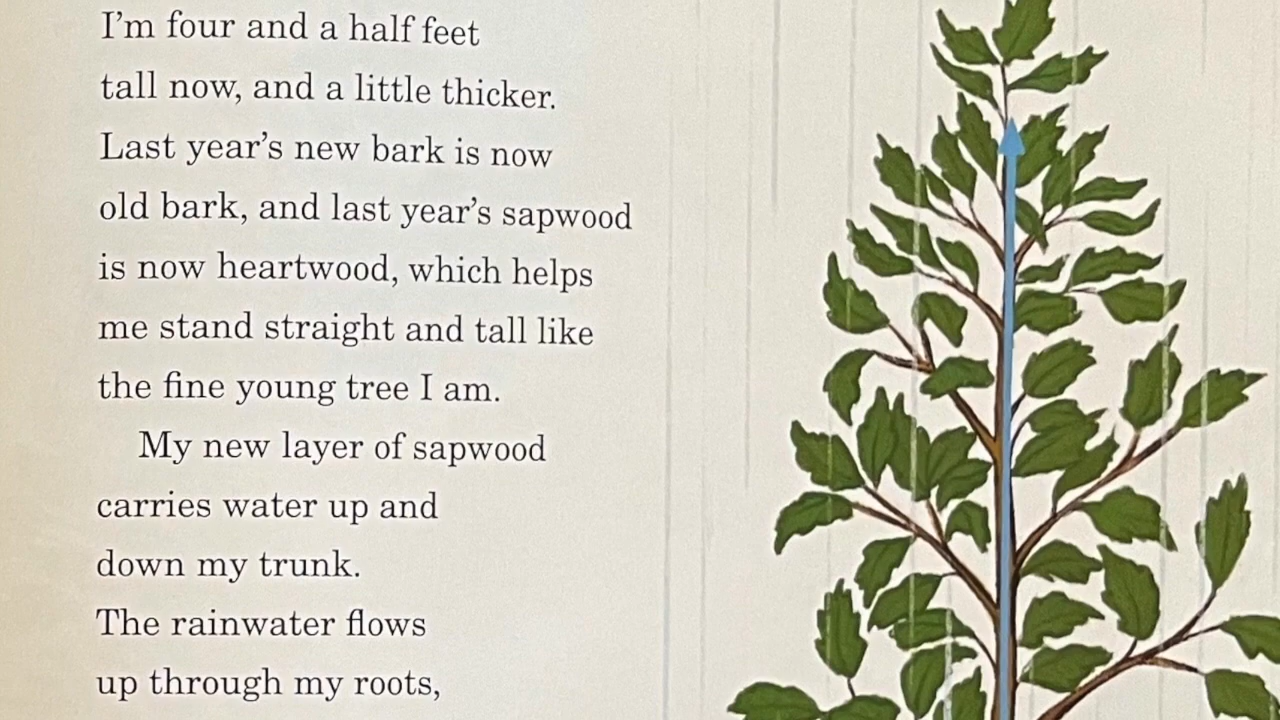 I’m four and a half feet
tall now, and a little thicker.
Last year’s new bark is now
old bark, and last year’s sapwood
is now heartwood, which helps
me stand straight and tall like
the fine young tree I am.
My new layer of sapwood
carries water up and
down my trunk.
The rainwater flows
up through my roots,